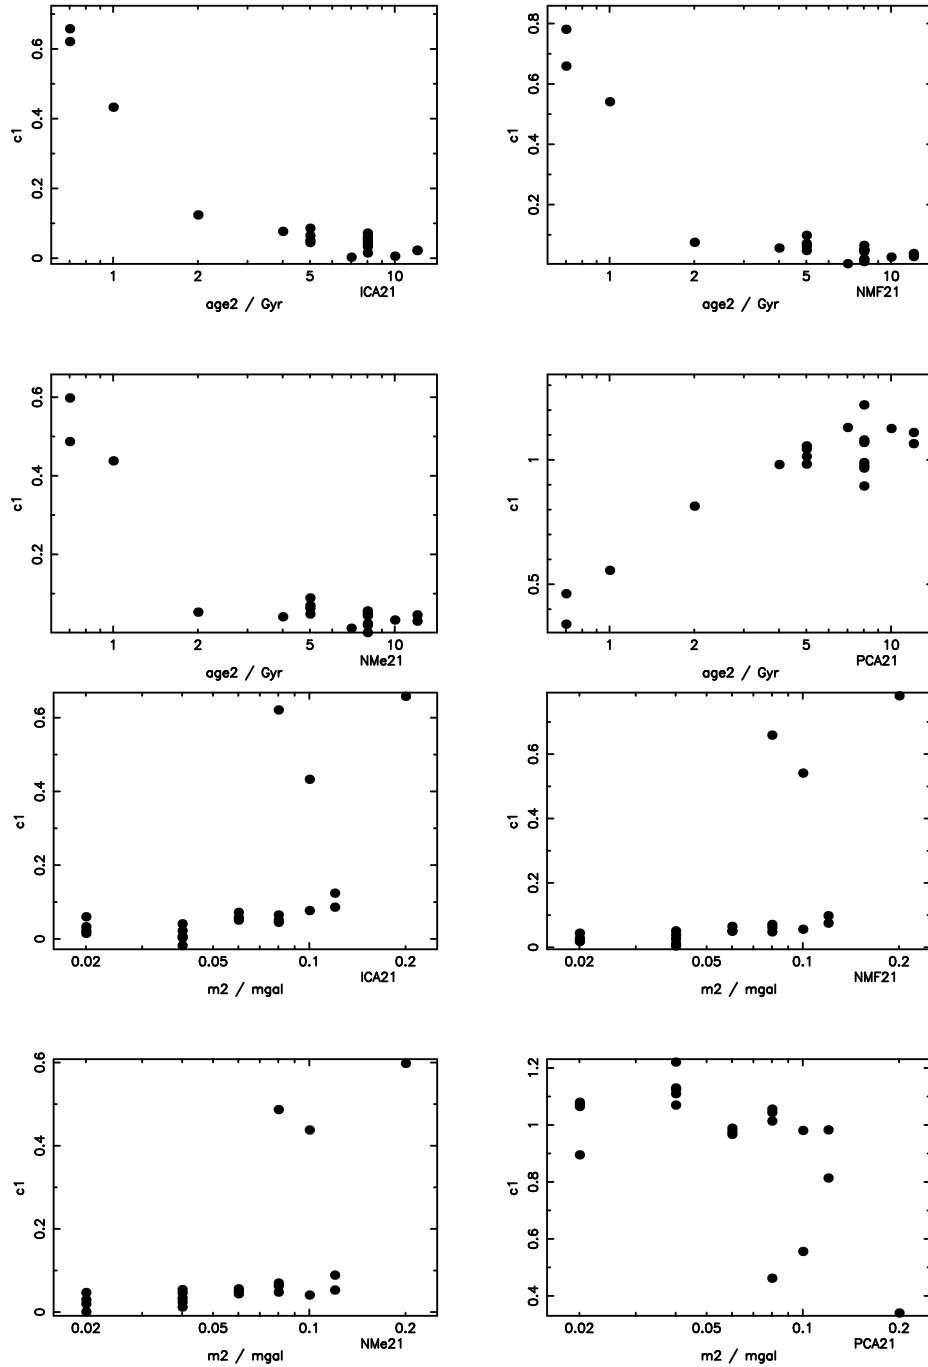 0 0.2 0.4 0.6
c1
1 2 5 10
ICA21
age2 / Gyr
0.2 0.4 0.6 0.8
c1
1 2 5 10
NMF21
age2 / Gyr
0.2 0.4 0.6
c1
1 2 5 10
NMe21
age2 / Gyr
0.5 1
c1
1 2 5 10
PCA21
age2 / Gyr
0 0.2 0.4 0.6
c1
0.02 0.05 0.1 0.2
ICA21
m2 / mgal
0 0.2 0.4 0.6
c1
0.02 0.05 0.1 0.2
NMF21
m2 / mgal
0 0.2 0.4 0.6
c1
0.02 0.05 0.1 0.2
NMe21
m2 / mgal
0.4 0.6 0.8 1 1.2
c1
0.02 0.05 0.1 0.2
PCA21
m2 / mgal